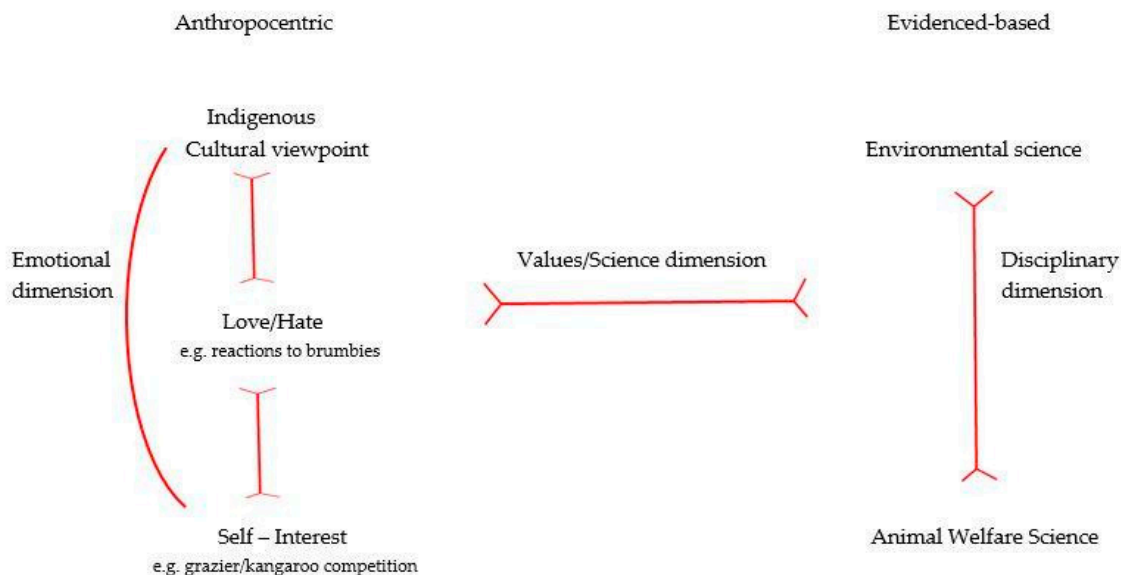 Anthropocentric
Evidenced-based
Indigenous
Cultural viewpoint
Environmental science
Emotional
dimension
Values/Science dimension
Disciplinary
dimension
Love/Hate
e.g. reactions to brumbies
Self – Interest
e.g. grazier/kangaroo competition
Animal Welfare Science